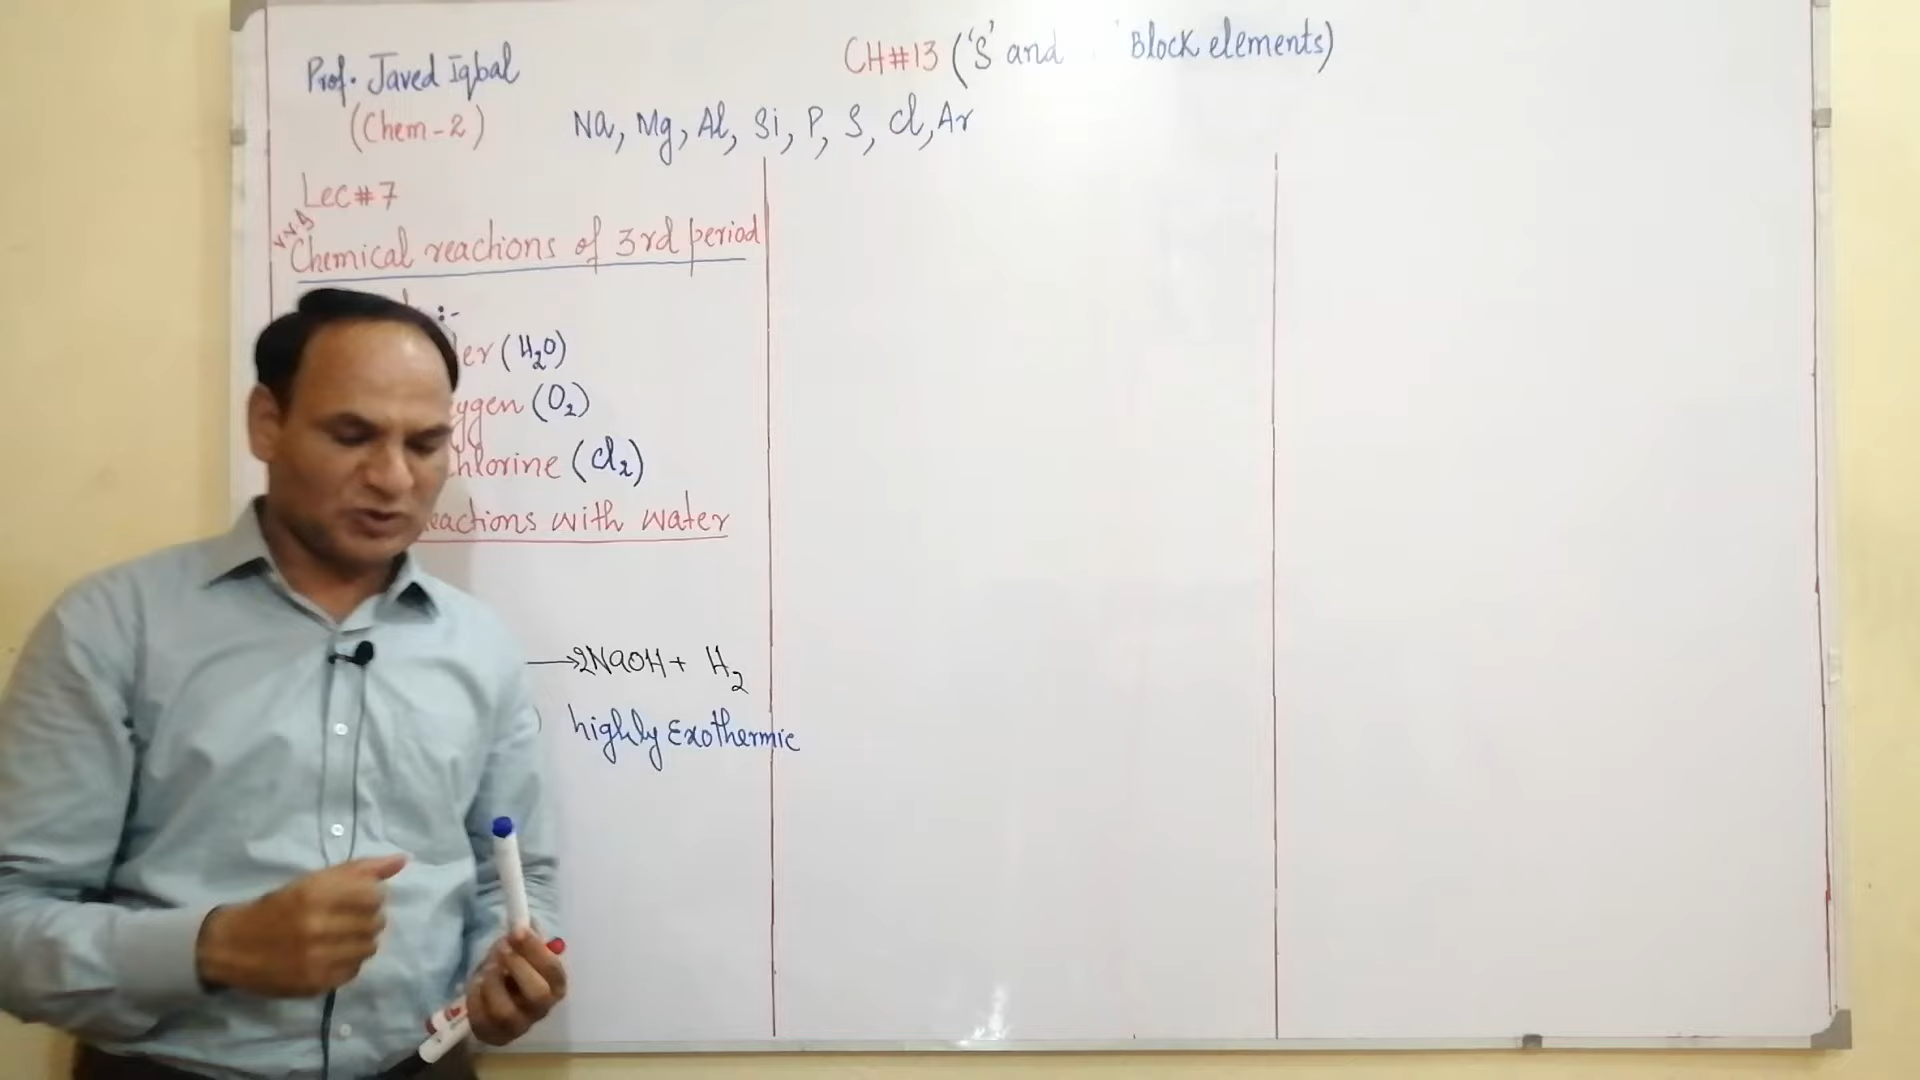 Prof. Javed Iqbal
(Chem-2)
CH#13 ('S' and ' Block elements)
Na, Mg, Al, Si, P, S, Cl, Ar
Lec#7
Chemical reactions of 3rd period
:-
er (H₂O)
ygen (O₂)
hlorine (Cl₂)
eactions with water
→2NaOH + H₂
) highly Exothermic